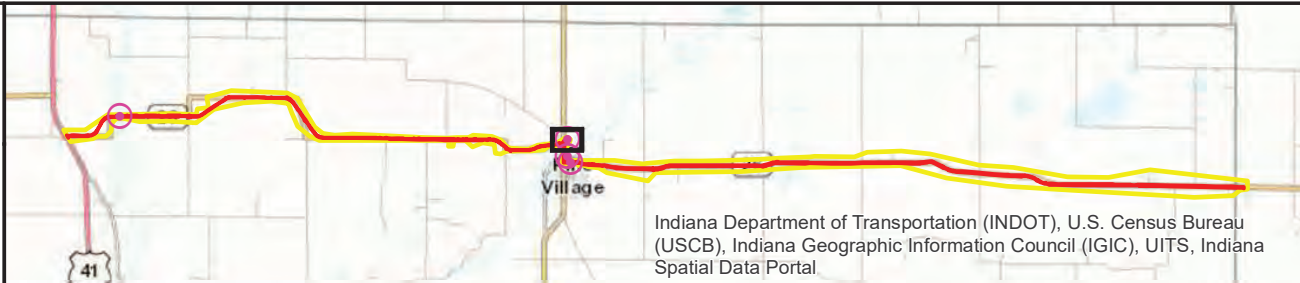 Village
Indiana Department of Transportation (INDOT), U.S. Census Bureau
(USCB), Indiana Geographic Information Council (IGIC), UITS, Indiana
Spatial Data Portal
41